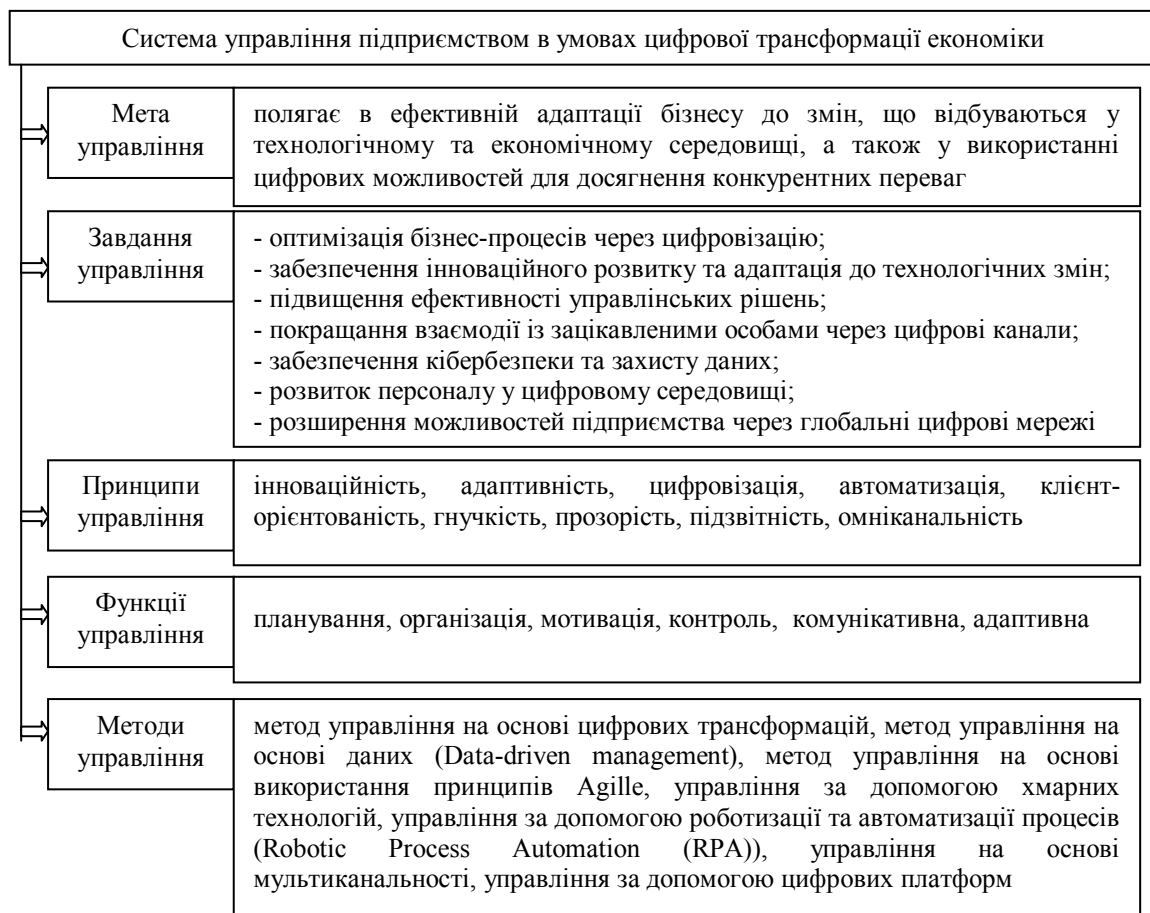 Система управління підприємством в умовах цифрової трансформації економіки
Мета
управління
полягає в ефективній адаптації бізнесу до змін, що відбуваються у
технологічному та економічному середовищі, а також у використанні
цифрових можливостей для досягнення конкурентних переваг
Завдання
управління
- оптимізація бізнес-процесів через цифровізацію;
- забезпечення інноваційного розвитку та адаптація до технологічних змін;
- підвищення ефективності управлінських рішень;
- покращання взаємодії із зацікавленими особами через цифрові канали;
- забезпечення кібербезпеки та захисту даних;
- розвиток персоналу у цифровому середовищі;
- розширення можливостей підприємства через глобальні цифрові мережі
Принципи
управління
інноваційність, адаптивність, цифровізація, автоматизація, клієнт-
орієнтованість, гнучкість, прозорість, підзвітність, омніканальність
Функції
управління
планування, організація, мотивація, контроль, комунікативна, адаптивна
Методи
управління
метод управління на основі цифрових трансформацій, метод управління на
основі даних (Data-driven management), метод управління на основі
використання принципів Agille, управління за допомогою хмарних
технологій, управління за допомогою роботизації та автоматизації процесів
(Robotic Process Automation (RPA)), управління на основі
мультиканальності, управління за допомогою цифрових платформ